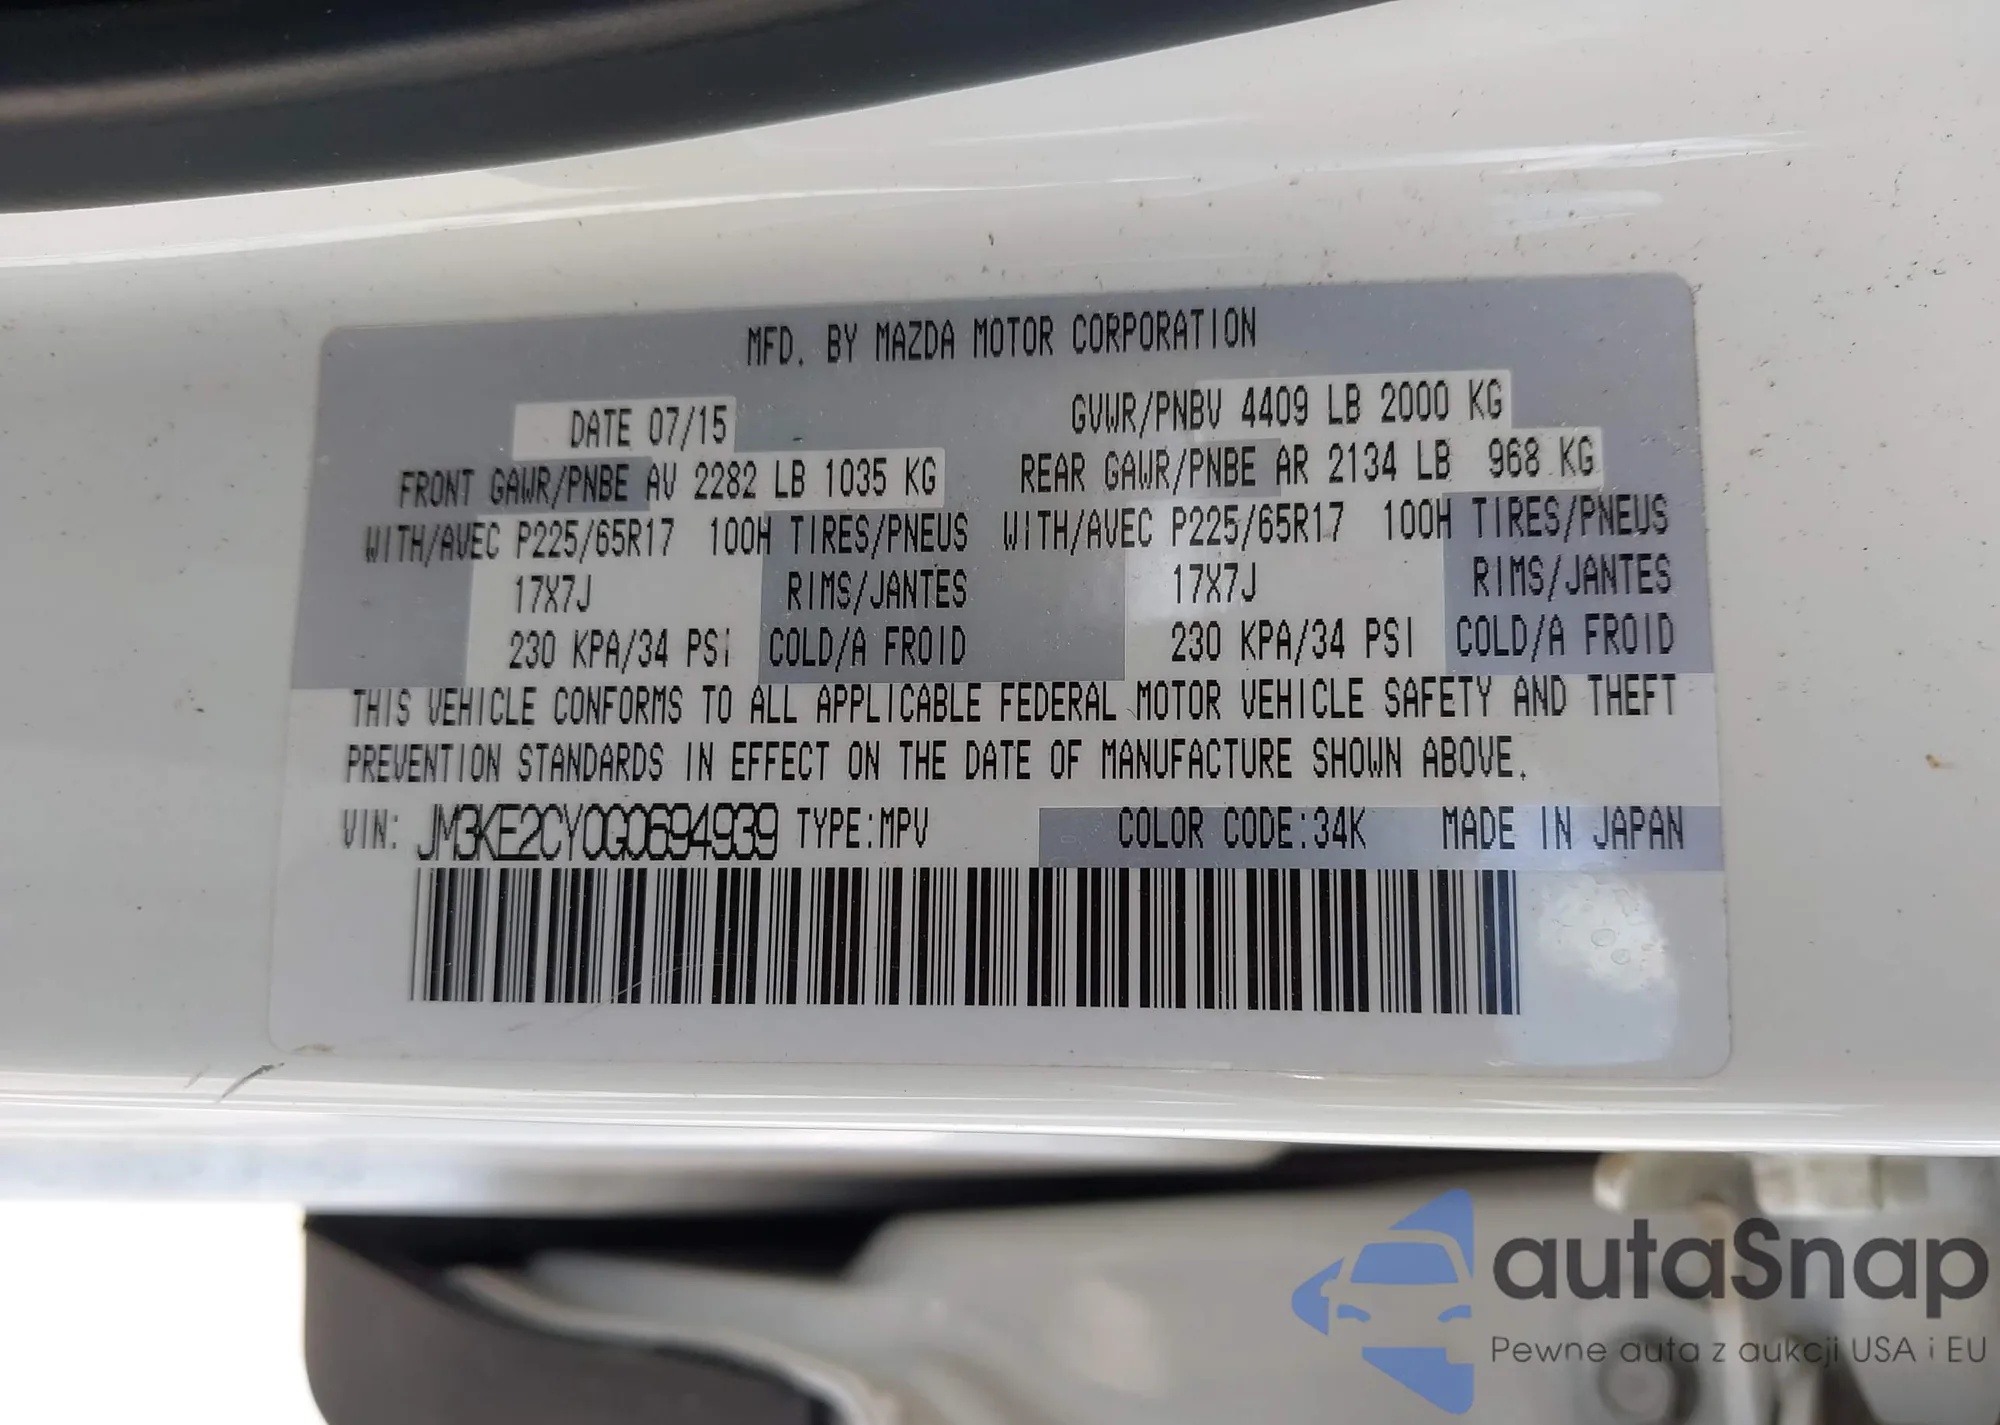 MFD. BY MAZDA MOTOR CORPORATION
DATE 07/15 GVWR/PNBV 4409 LB 2000 KG
FRONT GAWR/PNBE AV 2282 LB 1035 KG REAR GAWR/PNBE AR 2134 LB 968 KG
WITH/AVEC P225/65R17 100H TIRES/PNEUS WITH/AVEC P225/65R17 100H TIRES/PNEUS
17X7J RIMS/JANTES 17X7J RIMS/JANTES
230 KPA/34 PSI COLD/A FROID 230 KPA/34 PSI COLD/A FROID
THIS VEHICLE CONFORMS TO ALL APPLICABLE FEDERAL MOTOR VEHICLE SAFETY AND THEFT
PREVENTION STANDARDS IN EFFECT ON THE DATE OF MANUFACTURE SHOWN ABOVE.
VIN: JM3KE2CY0G0694939 TYPE:MPV COLOR CODE:34K MADE IN JAPAN
autaSnap
Pewne auta z aukcji USA i EU